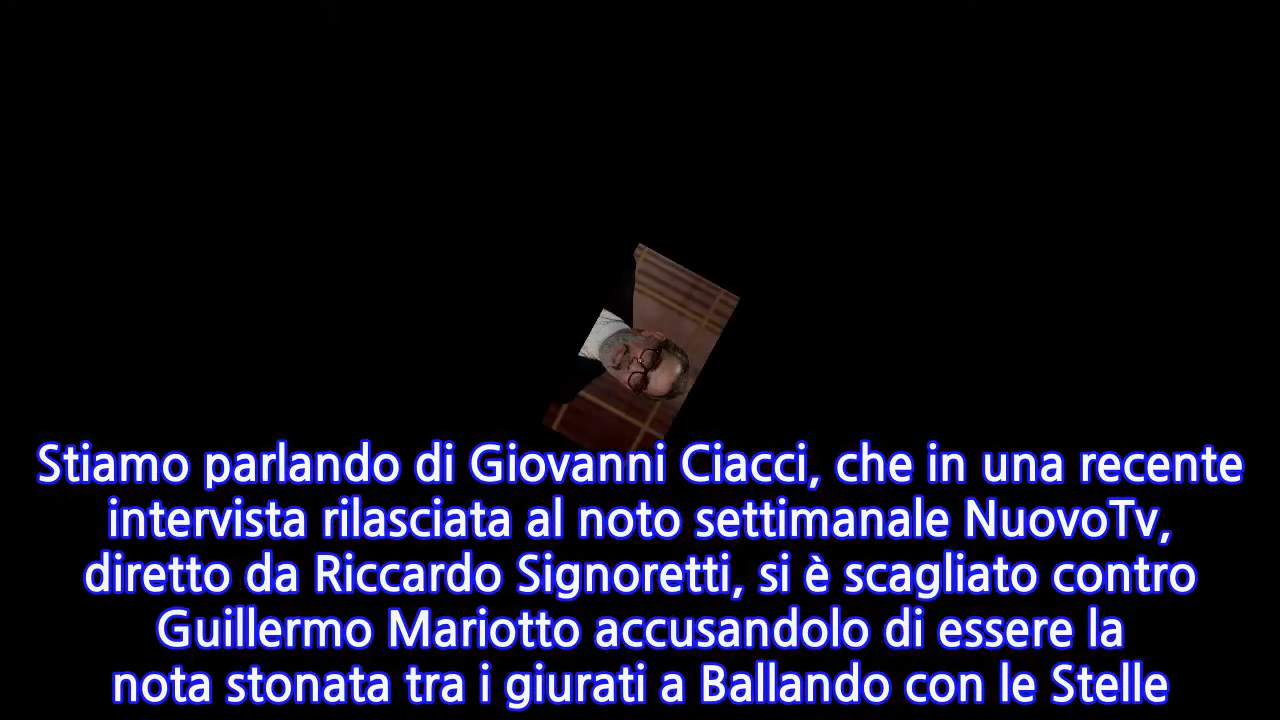 Stiamo parlando di Giovanni Ciacci, che in una recente
intervista rilasciata al noto settimanale NuovoTv,
diretto da Riccardo Signoretti, si è scagliato contro
Guillermo Mariotto accusandolo di essere la
nota stonata tra i giurati a Ballando con le Stelle